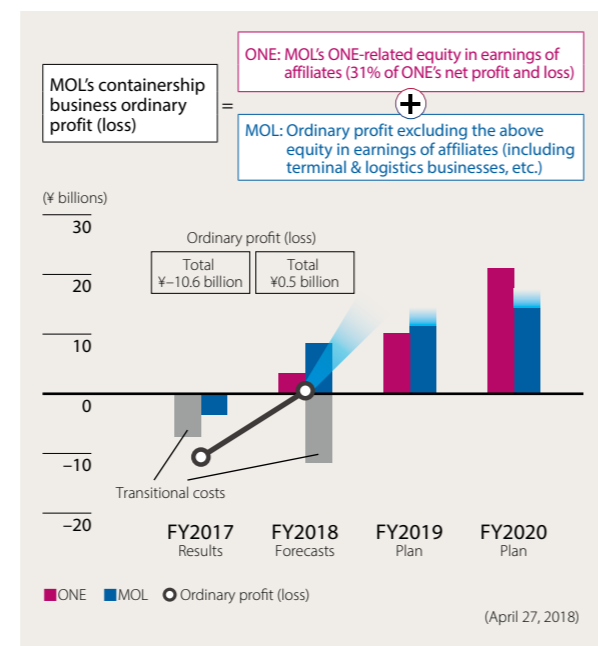 MOL's containership
business ordinary
profit (loss)
=
ONE: MOL's ONE-related equity in earnings of
affiliates (31% of ONE's net profit and loss)
+
MOL: Ordinary profit excluding the above
equity in earnings of affiliates (including
terminal & logistics businesses, etc.)
(¥ billions)
30
20
10
0
–10
–20
Ordinary profit (loss)
Total
¥–10.6 billion
Total
¥0.5 billion
Transitional costs
FY2017
Results
FY2018
Forecasts
FY2019
Plan
FY2020
Plan
ONE MOL Ordinary profit (loss)
(April 27, 2018)